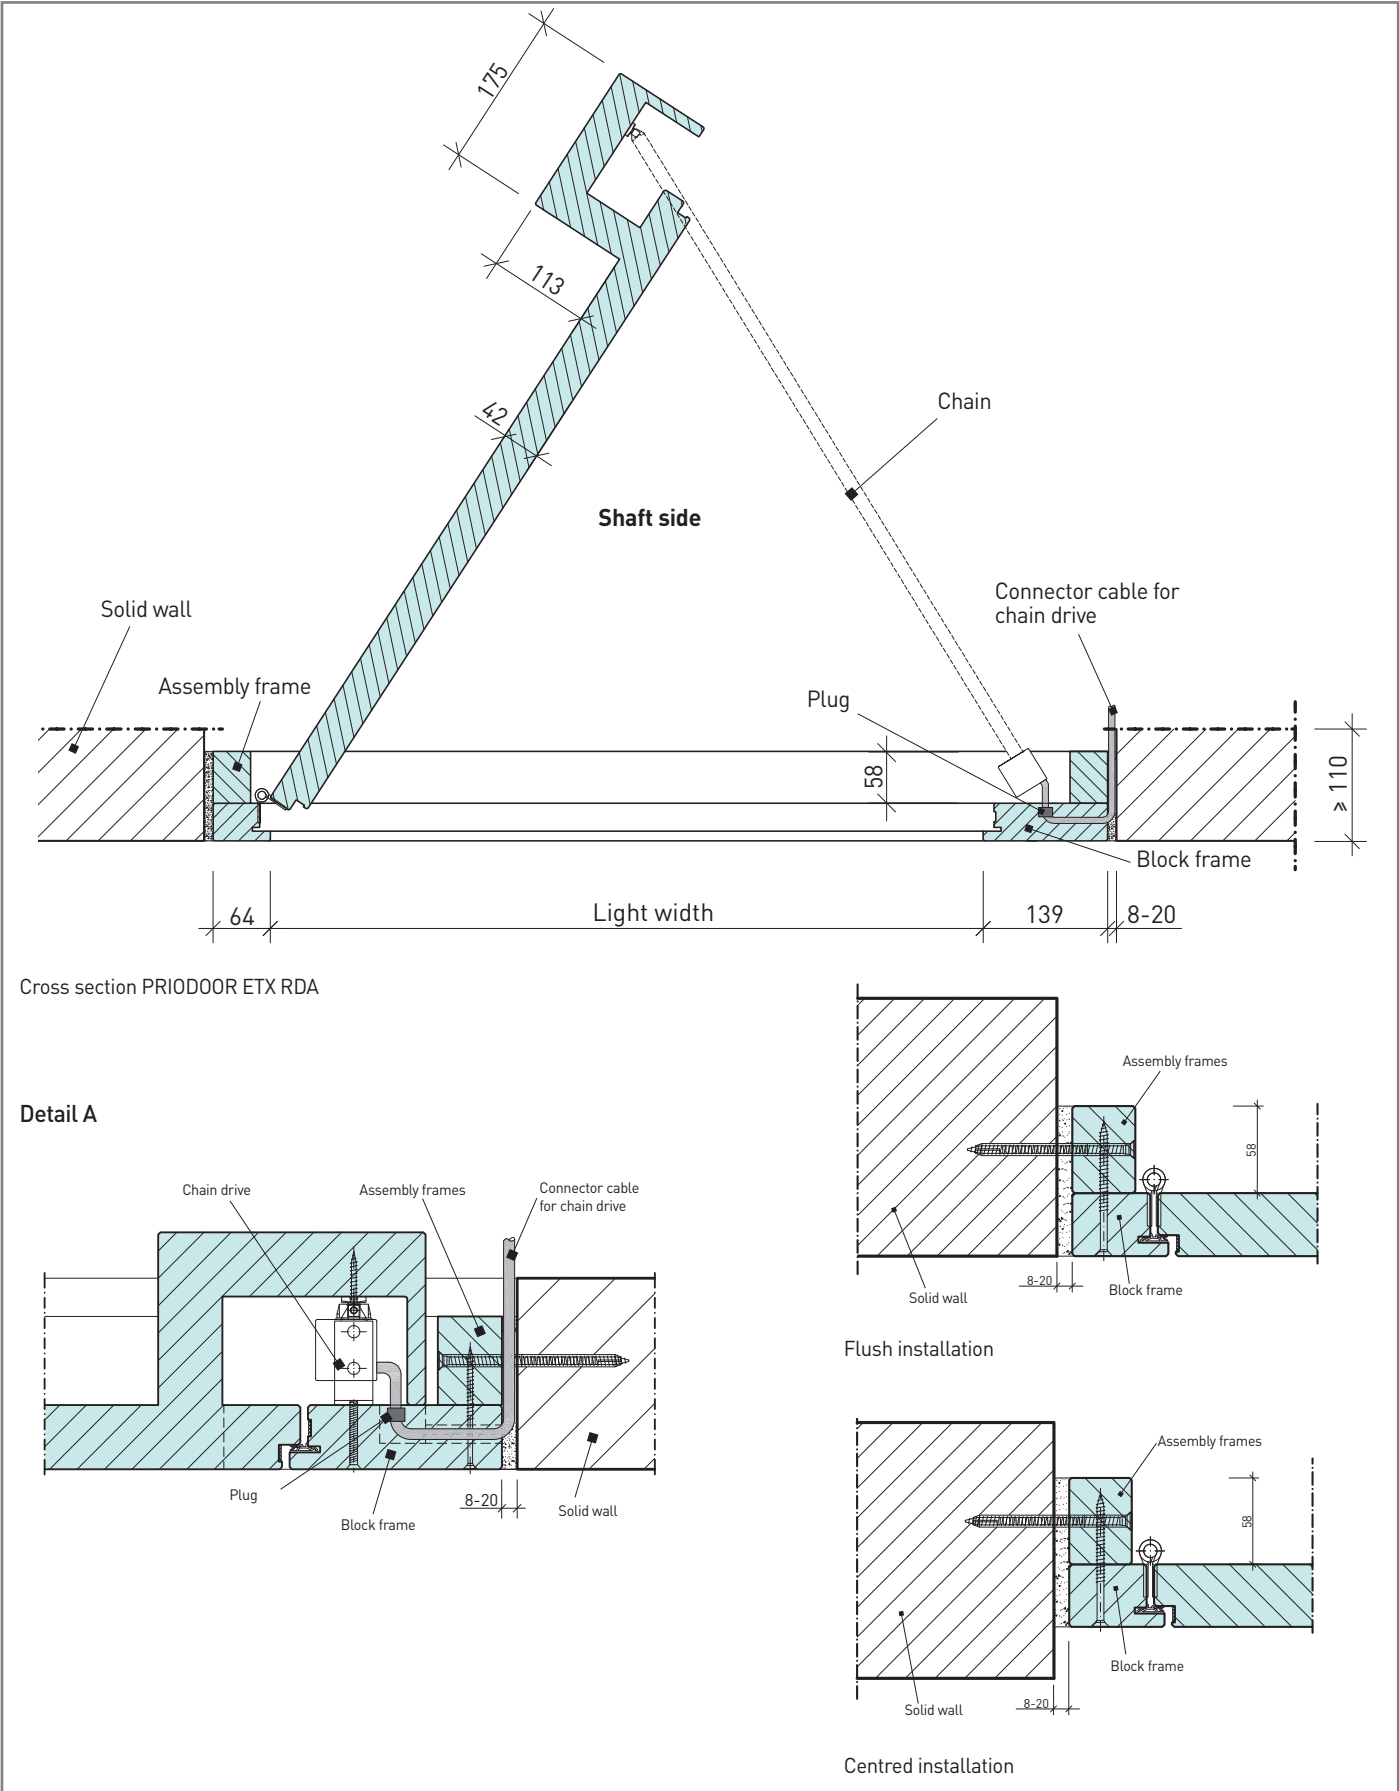 175
113
42
Chain
Shaft side
Connector cable for
chain drive
Solid wall
Assembly frame
Plug
58
≥ 110
Block frame
64
Light width
139
8-20
Cross section PRIODOOR ETX RDA
Detail A
Chain drive
Assembly frames
Connector cable
for chain drive
Plug
Block frame
8-20
Solid wall
Assembly frames
58
8-20
Solid wall
Block frame
Flush installation
Assembly frames
58
Block frame
Solid wall
8-20
Centred installation